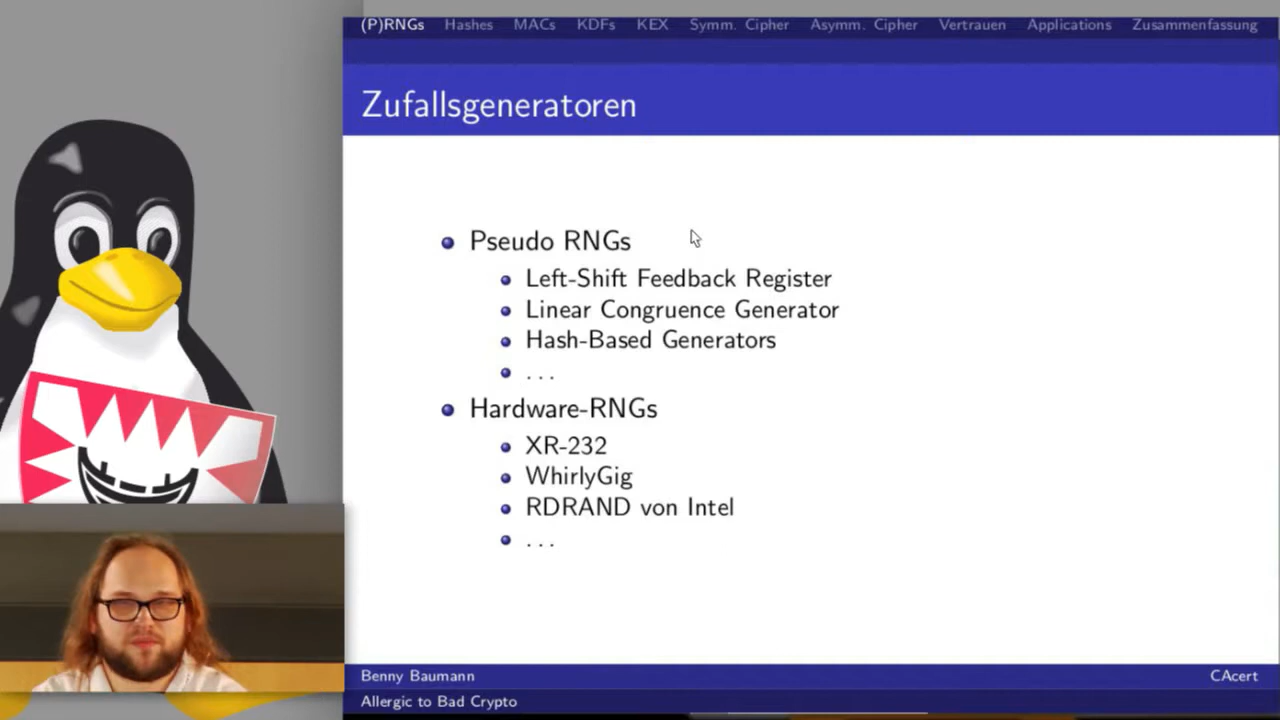 (P)RNGs Hashes MACs KDFs KEX Symm. Cipher Asymm. Cipher Vertrauen Applications Zusammenfassung
Zufallsgeneratoren
Pseudo RNGs
Left-Shift Feedback Register
Linear Congruence Generator
Hash-Based Generators
...
Hardware-RNGs
XR-232
WhirlyGig
RDRAND von Intel
...
Benny Baumann CAcert
Allergic to Bad Crypto